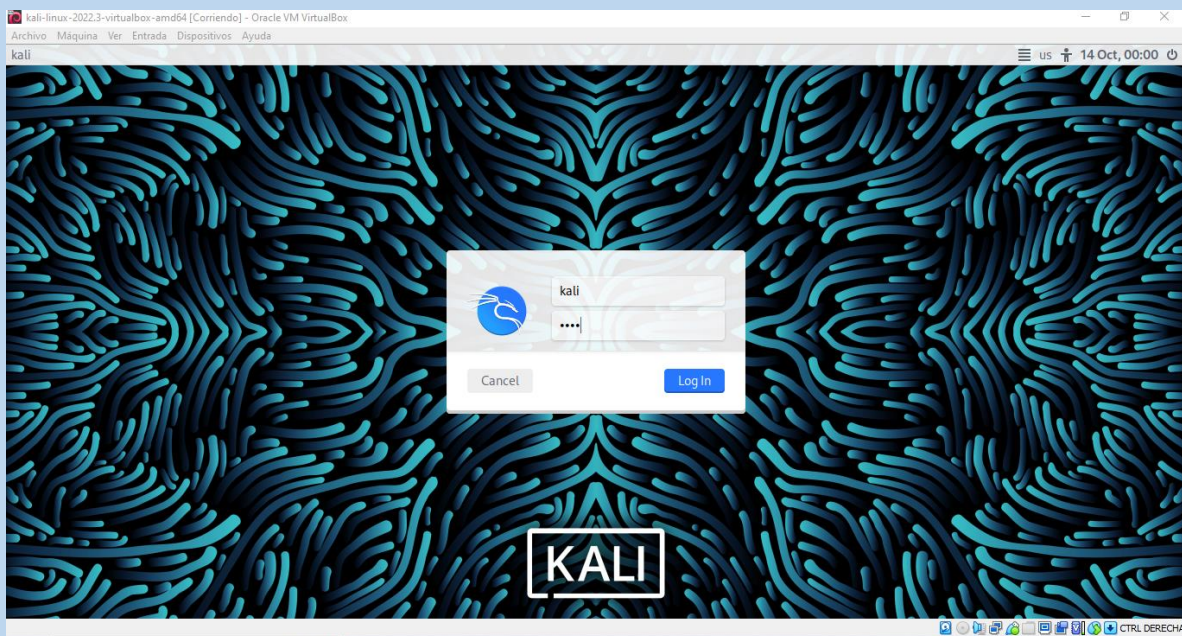 kali-linux-2022.3-virtualbox-amd64 [Corriendo] - Oracle VM VirtualBox
Archivo Máquina Ver Entrada Dispositivos Ayuda
kali us 14 Oct, 00:00
kali
••••
Cancel Log In
KALI
CTRL DERECHA